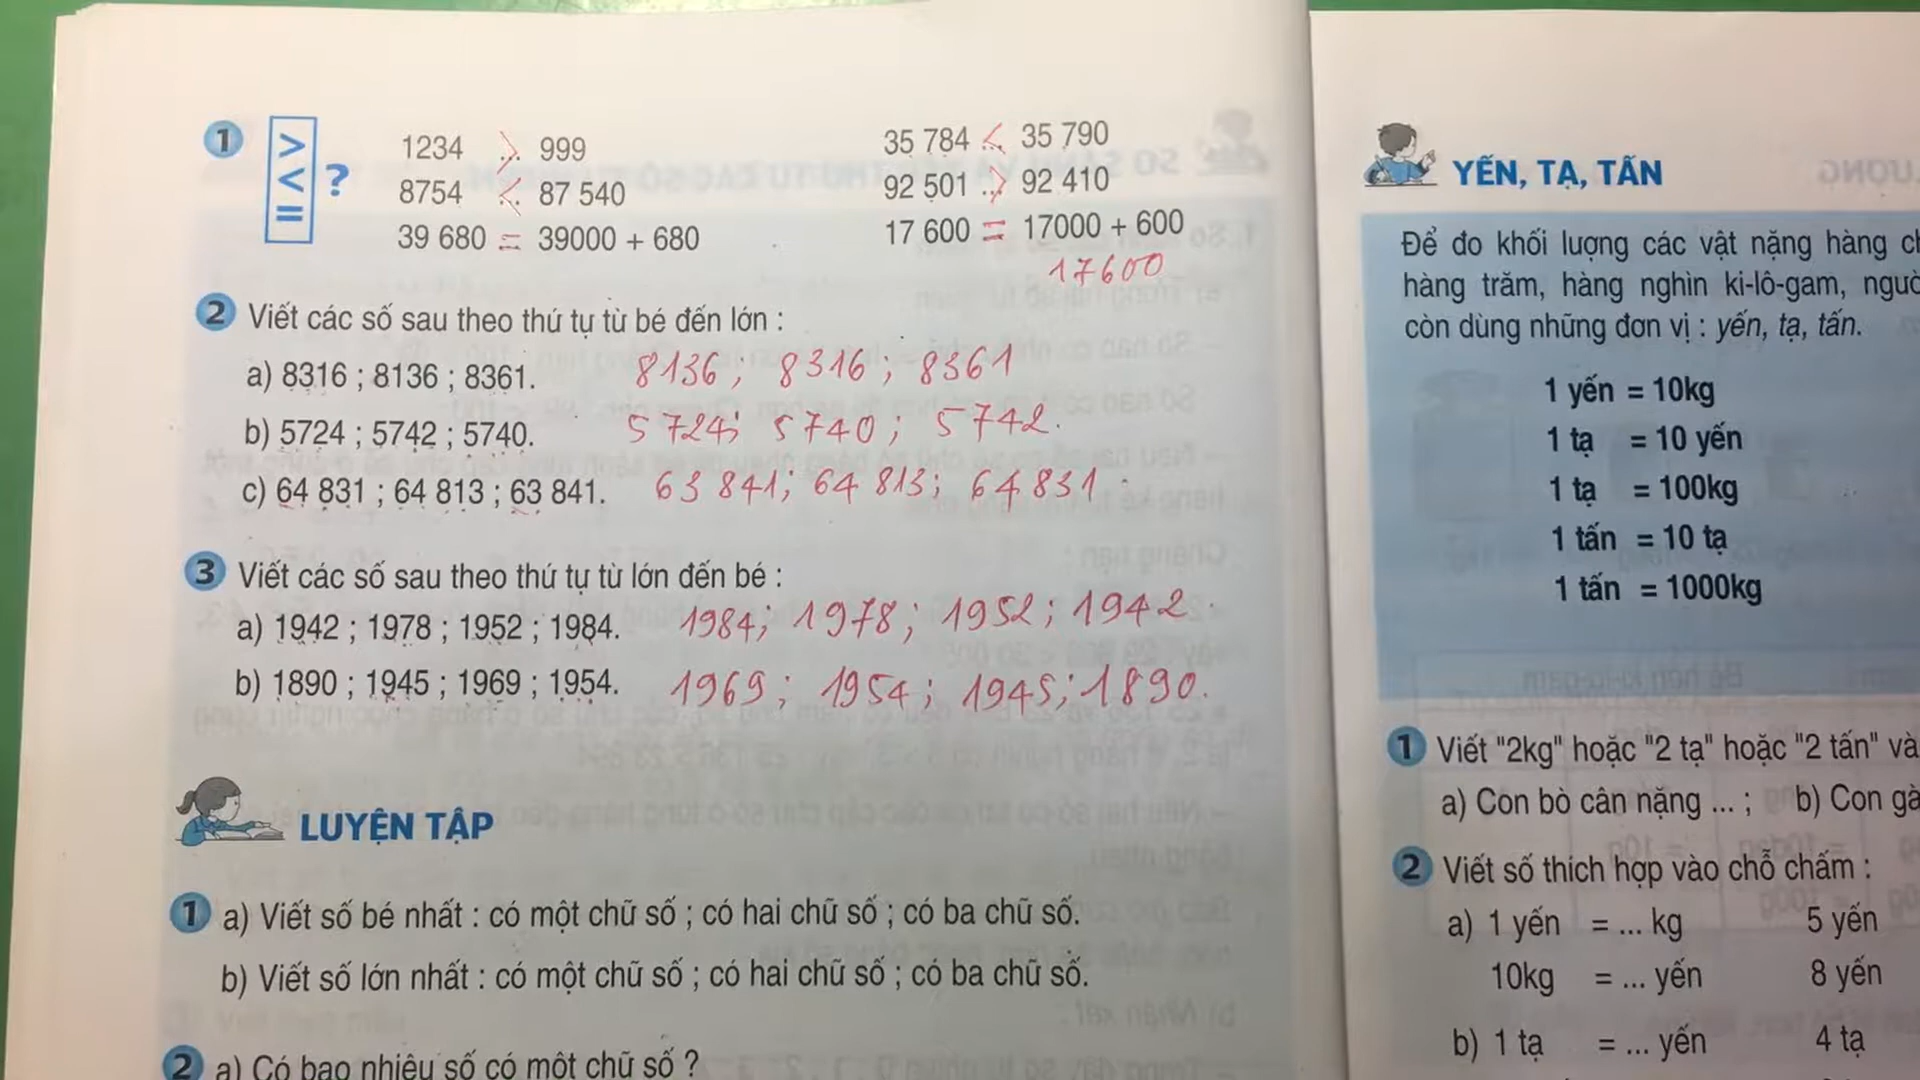 1 > < = ?
1234 > 999
8754 < 87 540
39 680 = 39000 + 680
35 784 < 35 790
92 501 > 92 410
17 600 = 17000 + 600
17600
2 Viết các số sau theo thứ tự từ bé đến lớn :
a) 8316 ; 8136 ; 8361. 8136 ; 8316 ; 8361
b) 5724 ; 5742 ; 5740. 5724; 5740 ; 5742.
c) 64 831 ; 64 813 ; 63 841. 63 841; 64 813; 64 831.
3 Viết các số sau theo thứ tự từ lớn đến bé :
a) 1942 ; 1978 ; 1952 ; 1984. 1984; 1978 ; 1952 ; 1942.
b) 1890 ; 1945 ; 1969 ; 1954. 1969 ; 1954 ; 1945; 1890.
LUYỆN TẬP
1 a) Viết số bé nhất : có một chữ số ; có hai chữ số ; có ba chữ số.
b) Viết số lớn nhất : có một chữ số ; có hai chữ số ; có ba chữ số.
2 a) Có bao nhiêu số có một chữ số ?
YẾN, TẠ, TẤN
Để đo khối lượng các vật nặng hàng
hàng trăm, hàng nghìn ki-lô-gam,
còn dùng những đơn vị : yến, tạ, tấn.
1 yến = 10kg
1 tạ = 10 yến
1 tạ = 100kg
1 tấn = 10 tạ
1 tấn = 1000kg
1 Viết "2kg" hoặc "2 tạ" hoặc "2 tấn"
a) Con bò cân nặng ... ; b) Con gà
2 Viết số thích hợp vào chỗ chấm :
a) 1 yến = ... kg 5 yến
10kg = ... yến 8 yến
b) 1 tạ = ... yến 4 tạ